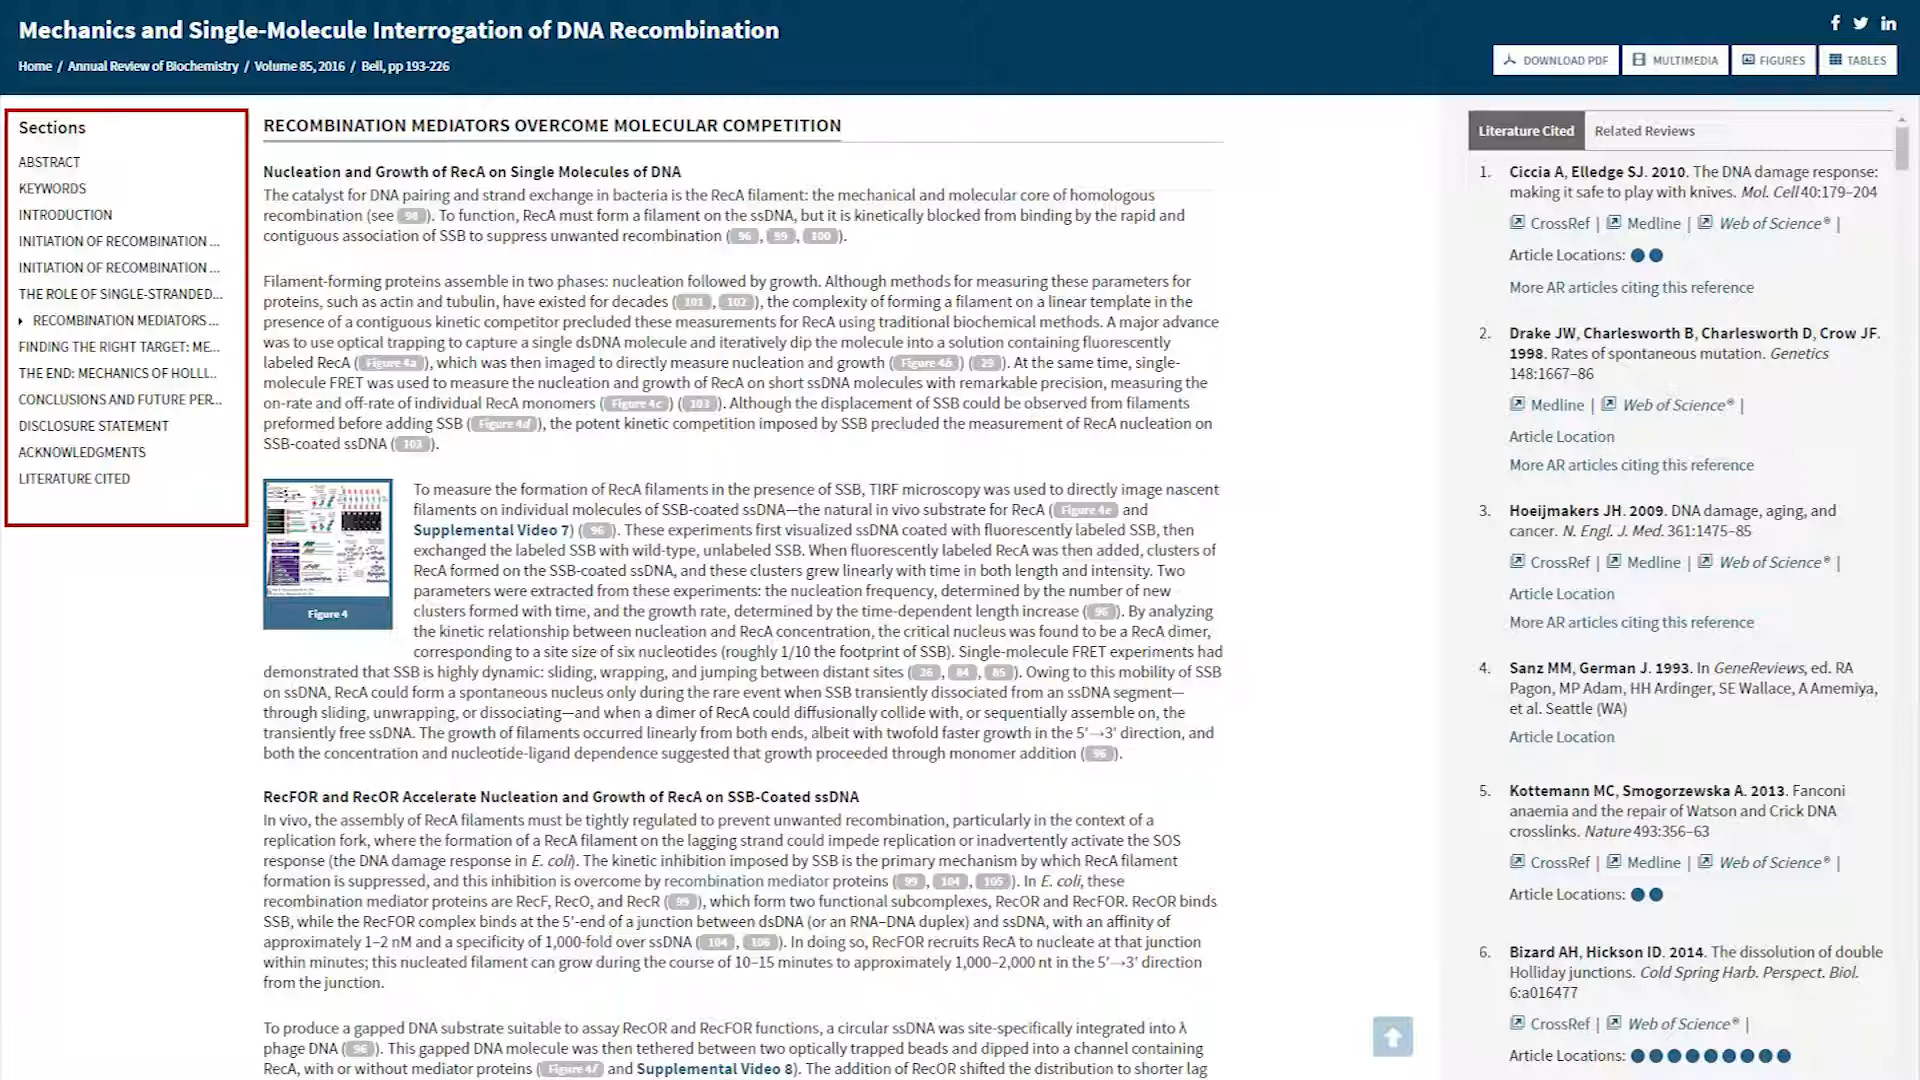 Mechanics and Single-Molecule Interrogation of DNA Recombination
Home / Annual Review of Biochemistry / Volume 85, 2016 / Bell, pp 193-226
DOWNLOAD PDF
MULTIMEDIA
FIGURES
TABLES
Sections
ABSTRACT
KEYWORDS
INTRODUCTION
INITIATION OF RECOMBINATION ...
INITIATION OF RECOMBINATION ...
THE ROLE OF SINGLE-STRANDED...
RECOMBINATION MEDIATORS ...
FINDING THE RIGHT TARGET: ME...
THE END: MECHANICS OF HOLLI...
CONCLUSIONS AND FUTURE PER...
DISCLOSURE STATEMENT
ACKNOWLEDGMENTS
LITERATURE CITED
RECOMBINATION MEDIATORS OVERCOME MOLECULAR COMPETITION
Nucleation and Growth of RecA on Single Molecules of DNA
The catalyst for DNA pairing and strand exchange in bacteria is the RecA filament: the mechanical and molecular core of homologous
recombination (see 98 ). To function, RecA must form a filament on the ssDNA, but it is kinetically blocked from binding by the rapid and
contiguous association of SSB to suppress unwanted recombination ( 96 , 99 , 100 ).
Filament-forming proteins assemble in two phases: nucleation followed by growth. Although methods for measuring these parameters for
proteins, such as actin and tubulin, have existed for decades ( 101 , 102 ), the complexity of forming a filament on a linear template in the
presence of a contiguous kinetic competitor precluded these measurements for RecA using traditional biochemical methods. A major advance
was to use optical trapping to capture a single dsDNA molecule and iteratively dip the molecule into a solution containing fluorescently
labeled RecA ( Figure 4a ), which was then imaged to directly measure nucleation and growth ( Figure 4b ) ( 29 ). At the same time, single-
molecule FRET was used to measure the nucleation and growth of RecA on short ssDNA molecules with remarkable precision, measuring the
on-rate and off-rate of individual RecA monomers ( Figure 4c ) ( 103 ). Although the displacement of SSB could be observed from filaments
preformed before adding SSB ( Figure 4d ), the potent kinetic competition imposed by SSB precluded the measurement of RecA nucleation on
SSB-coated ssDNA ( 103 ).
Figure 4
To measure the formation of RecA filaments in the presence of SSB, TIRF microscopy was used to directly image nascent
filaments on individual molecules of SSB-coated ssDNA—the natural in vivo substrate for RecA ( Figure 4e and
Supplemental Video 7) ( 96 ). These experiments first visualized ssDNA coated with fluorescently labeled SSB, then
exchanged the labeled SSB with wild-type, unlabeled SSB. When fluorescently labeled RecA was then added, clusters of
RecA formed on the SSB-coated ssDNA, and these clusters grew linearly with time in both length and intensity. Two
parameters were extracted from these experiments: the nucleation frequency, determined by the number of new
clusters formed with time, and the growth rate, determined by the time-dependent length increase ( 96 ). By analyzing
the kinetic relationship between nucleation and RecA concentration, the critical nucleus was found to be a RecA dimer,
corresponding to a site size of six nucleotides (roughly 1/10 the footprint of SSB). Single-molecule FRET experiments had
demonstrated that SSB is highly dynamic: sliding, wrapping, and jumping between distant sites ( 26 , 84 , 85 ). Owing to this mobility of SSB
on ssDNA, RecA could form a spontaneous nucleus only during the rare event when SSB transiently dissociated from an ssDNA segment—
through sliding, unwrapping, or dissociating—and when a dimer of RecA could diffusionally collide with, or sequentially assemble on, the
transiently free ssDNA. The growth of filaments occurred linearly from both ends, albeit with twofold faster growth in the 5′→3′ direction, and
both the concentration and nucleotide-ligand dependence suggested that growth proceeded through monomer addition ( 96 ).
RecFOR and RecOR Accelerate Nucleation and Growth of RecA on SSB-Coated ssDNA
In vivo, the assembly of RecA filaments must be tightly regulated to prevent unwanted recombination, particularly in the context of a
replication fork, where the formation of a RecA filament on the lagging strand could impede replication or inadvertently activate the SOS
response (the DNA damage response in E. coli). The kinetic inhibition imposed by SSB is the primary mechanism by which RecA filament
formation is suppressed, and this inhibition is overcome by recombination mediator proteins ( 99 , 104 , 105 ). In E. coli, these
recombination mediator proteins are RecF, RecO, and RecR ( 99 ), which form two functional subcomplexes, RecOR and RecFOR. RecOR binds
SSB, while the RecFOR complex binds at the 5′-end of a junction between dsDNA (or an RNA–DNA duplex) and ssDNA, with an affinity of
approximately 1–2 nM and a specificity of 1,000-fold over ssDNA ( 104 , 106 ). In doing so, RecFOR recruits RecA to nucleate at that junction
within minutes; this nucleated filament can grow during the course of 10–15 minutes to approximately 1,000–2,000 nt in the 5′→3′ direction
from the junction.
To produce a gapped DNA substrate suitable to assay RecOR and RecFOR functions, a circular ssDNA was site-specifically integrated into λ
phage DNA ( 96 ). This gapped DNA molecule was then tethered between two optically trapped beads and dipped into a channel containing
RecA, with or without mediator proteins ( Figure 4f and Supplemental Video 8). The addition of RecOR shifted the distribution to shorter lag
Literature Cited
Related Reviews
1. Ciccia A, Elledge SJ. 2010. The DNA damage response:
making it safe to play with knives. Mol. Cell 40:179–204
CrossRef | Medline | Web of Science® |
Article Locations:
More AR articles citing this reference
2. Drake JW, Charlesworth B, Charlesworth D, Crow JF.
1998. Rates of spontaneous mutation. Genetics
148:1667–86
Medline | Web of Science® |
Article Location
More AR articles citing this reference
3. Hoeijmakers JH. 2009. DNA damage, aging, and
cancer. N. Engl. J. Med. 361:1475–85
CrossRef | Medline | Web of Science® |
Article Location
More AR articles citing this reference
4. Sanz MM, German J. 1993. In GeneReviews, ed. RA
Pagon, MP Adam, HH Ardinger, SE Wallace, A Amemiya,
et al. Seattle (WA)
Article Location
5. Kottemann MC, Smogorzewska A. 2013. Fanconi
anaemia and the repair of Watson and Crick DNA
crosslinks. Nature 493:356–63
CrossRef | Medline | Web of Science® |
Article Locations:
6. Bizard AH, Hickson ID. 2014. The dissolution of double
Holliday junctions. Cold Spring Harb. Perspect. Biol.
6:a016477
CrossRef | Web of Science® |
Article Locations: